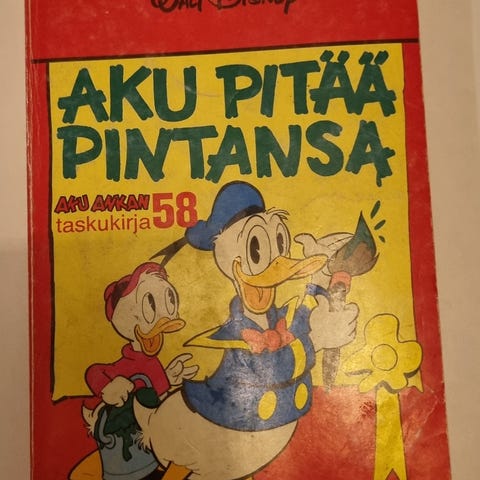 WALT DISNEY
AKU PITÄÄ
PINTANSA
AKU ANKAN
taskukirja 58